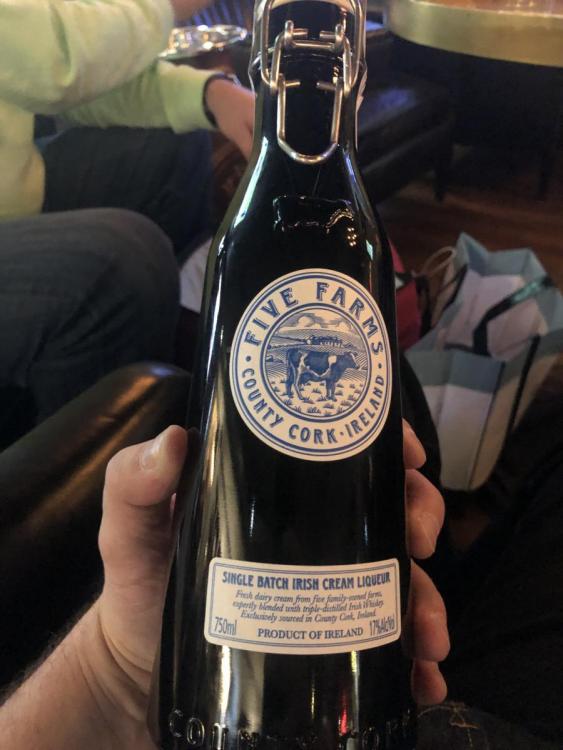 FIVE FARMS
COUNTY CORK • IRELAND
SINGLE BATCH IRISH CREAM LIQUEUR
Fresh dairy cream from five family-owned farms,
expertly blended with triple-distilled Irish Whiskey.
Exclusively sourced in County Cork, Ireland.
750ml PRODUCT OF IRELAND 17%Alc/Vol
COUNTY CORK